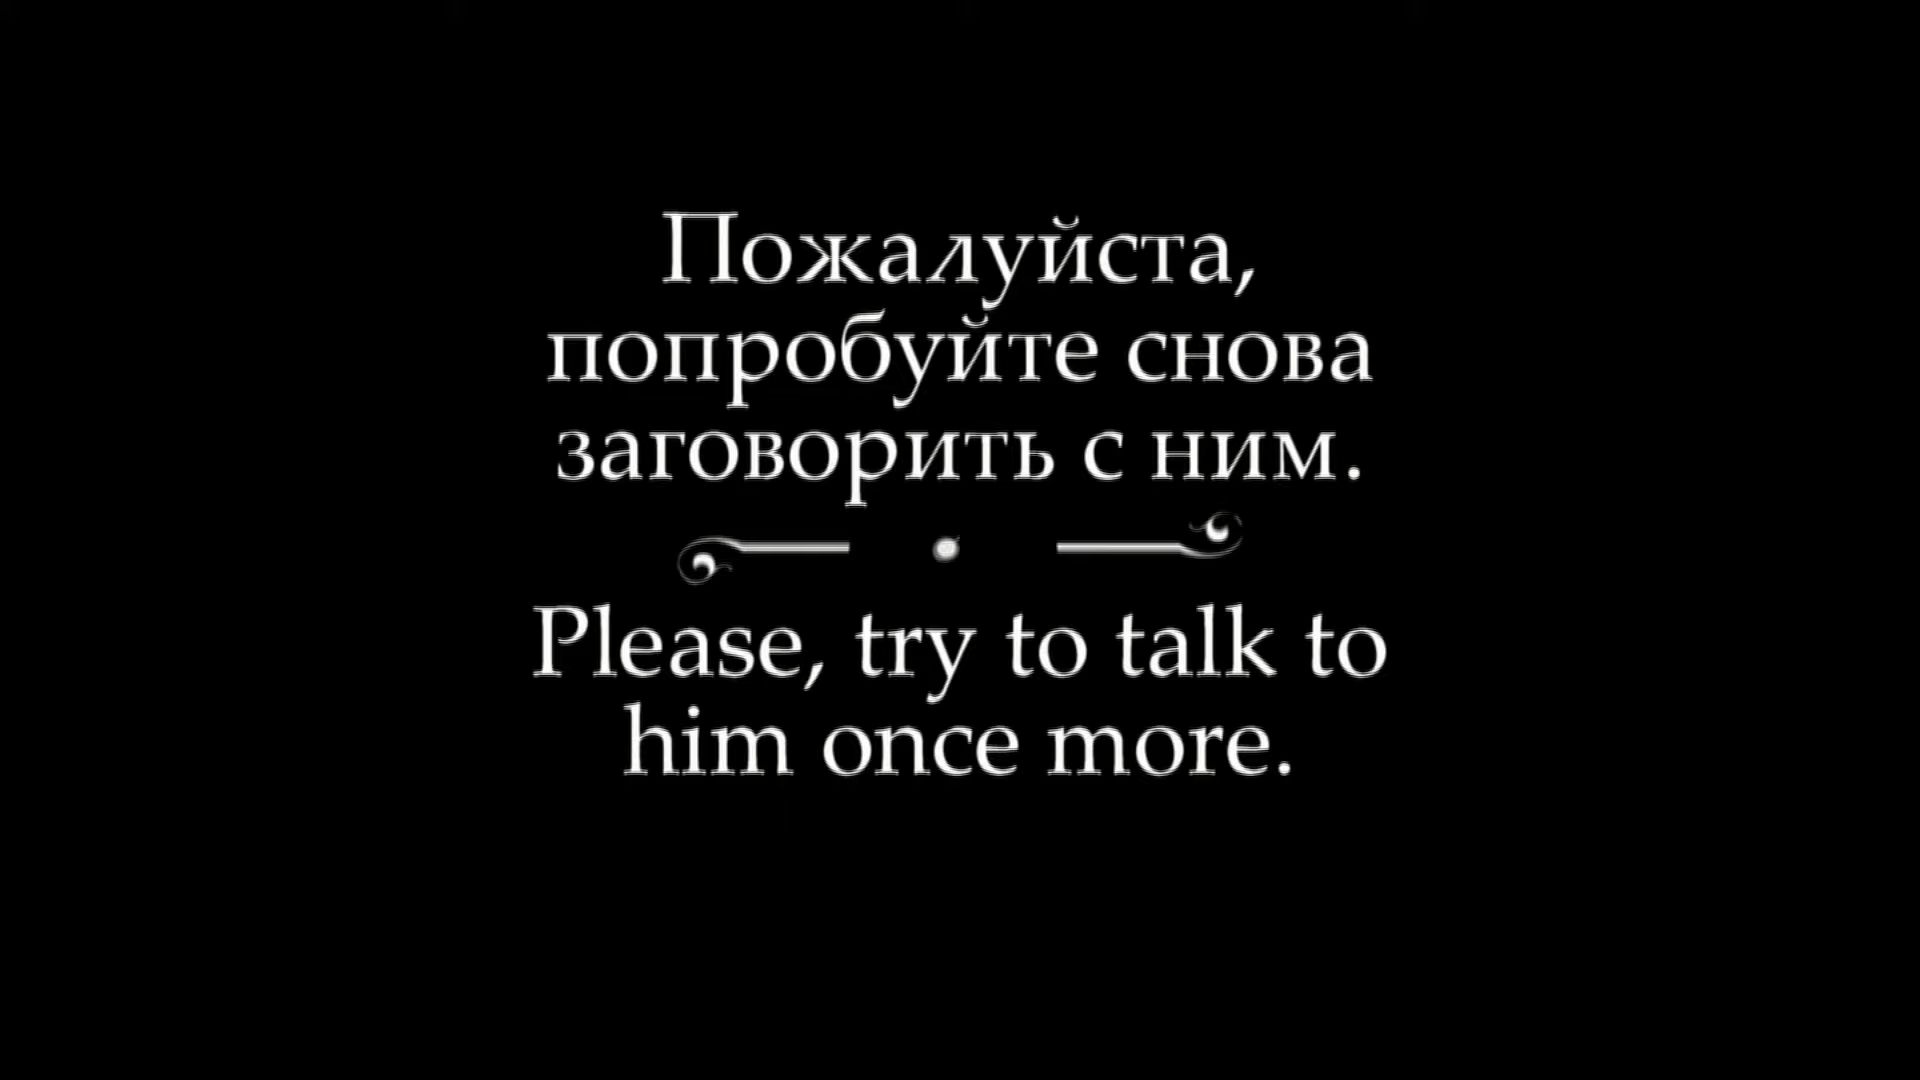 Пожалуйста,
попробуйте снова
заговорить с ним.
Please, try to talk to
him once more.